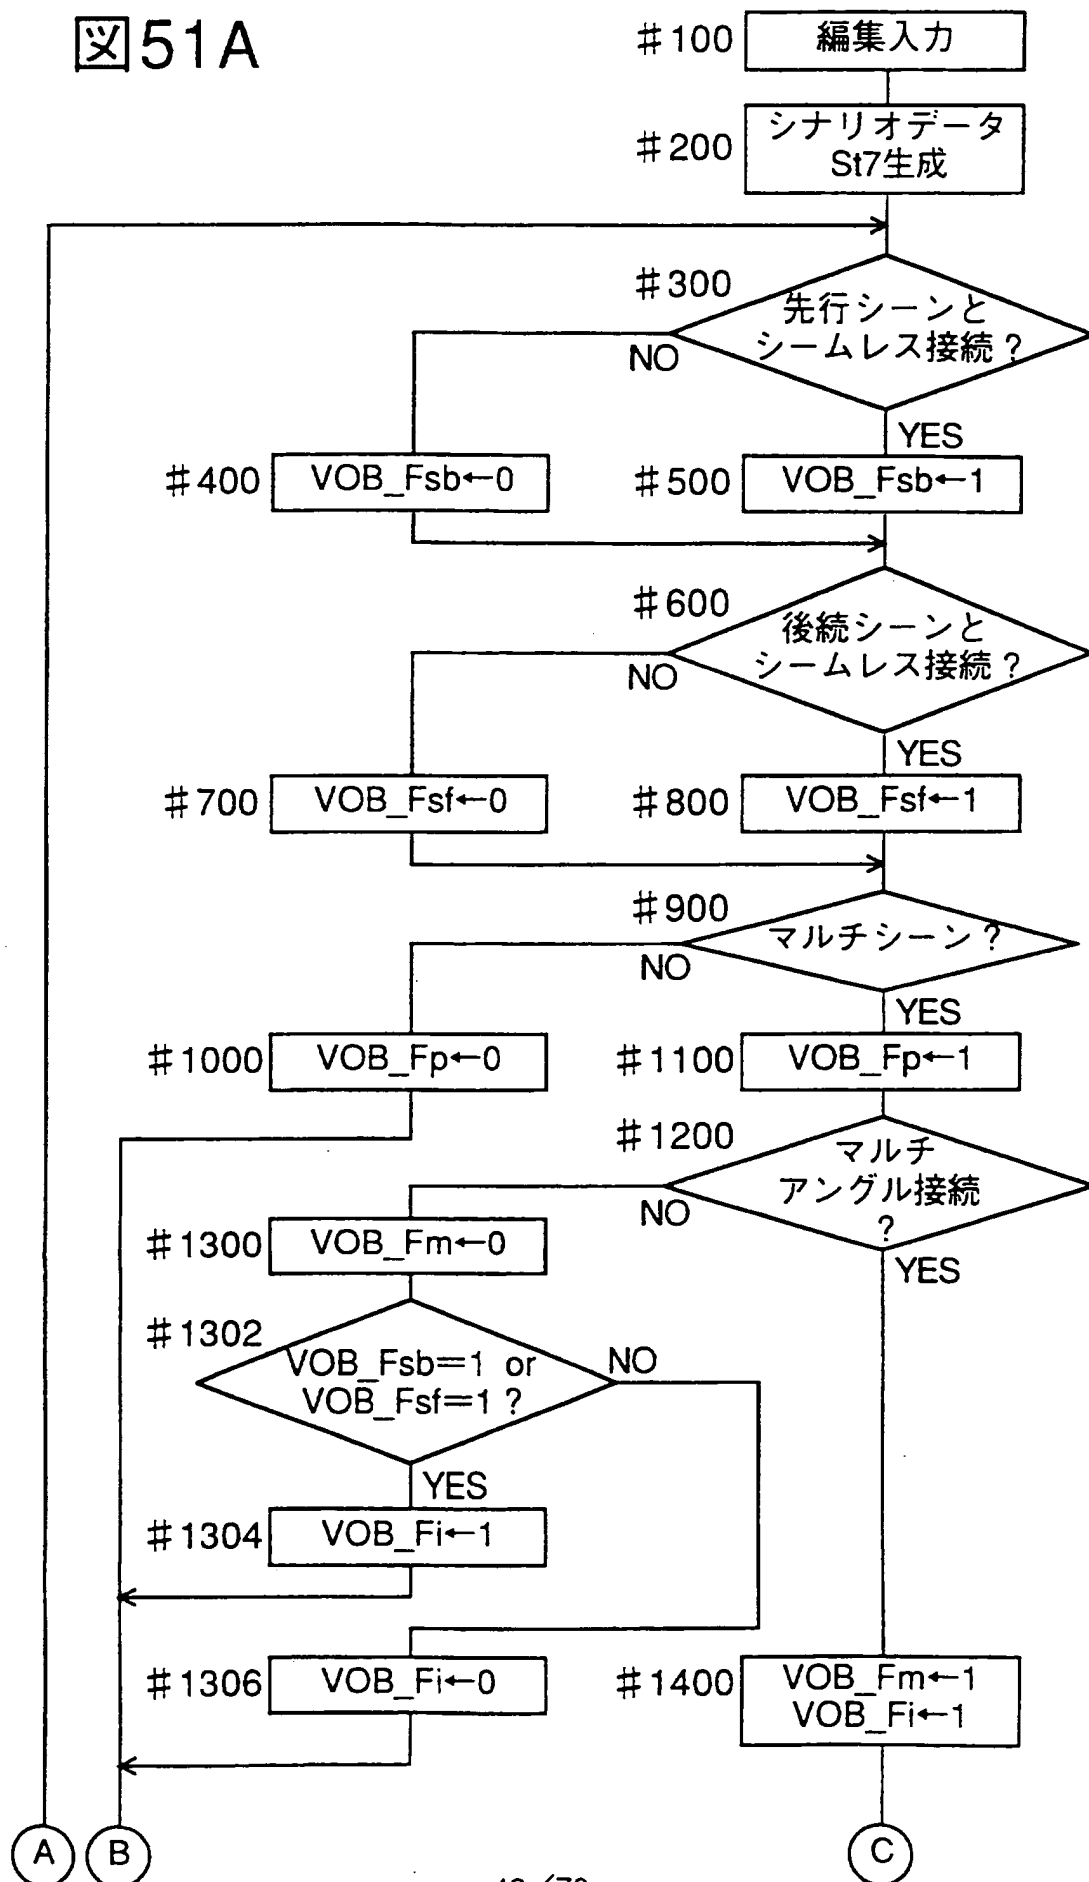 図51A
#100 編集入力
#200 シナリオデータ
St7生成
#300 先行シーンと
シームレス接続?
NO
YES
#400 VOB_Fsb←0
#500 VOB_Fsb←1
#600 後続シーンと
シームレス接続?
NO
YES
#700 VOB_Fsf←0
#800 VOB_Fsf←1
#900 マルチシーン?
NO
YES
#1000 VOB_Fp←0
#1100 VOB_Fp←1
#1200 マルチ
アングル接続
?
NO
YES
#1300 VOB_Fm←0
#1302 VOB_Fsb=1 or
VOB_Fsf=1?
NO
YES
#1304 VOB_Fi←1
#1306 VOB_Fi←0
#1400 VOB_Fm←1
VOB_Fi←1
A B C